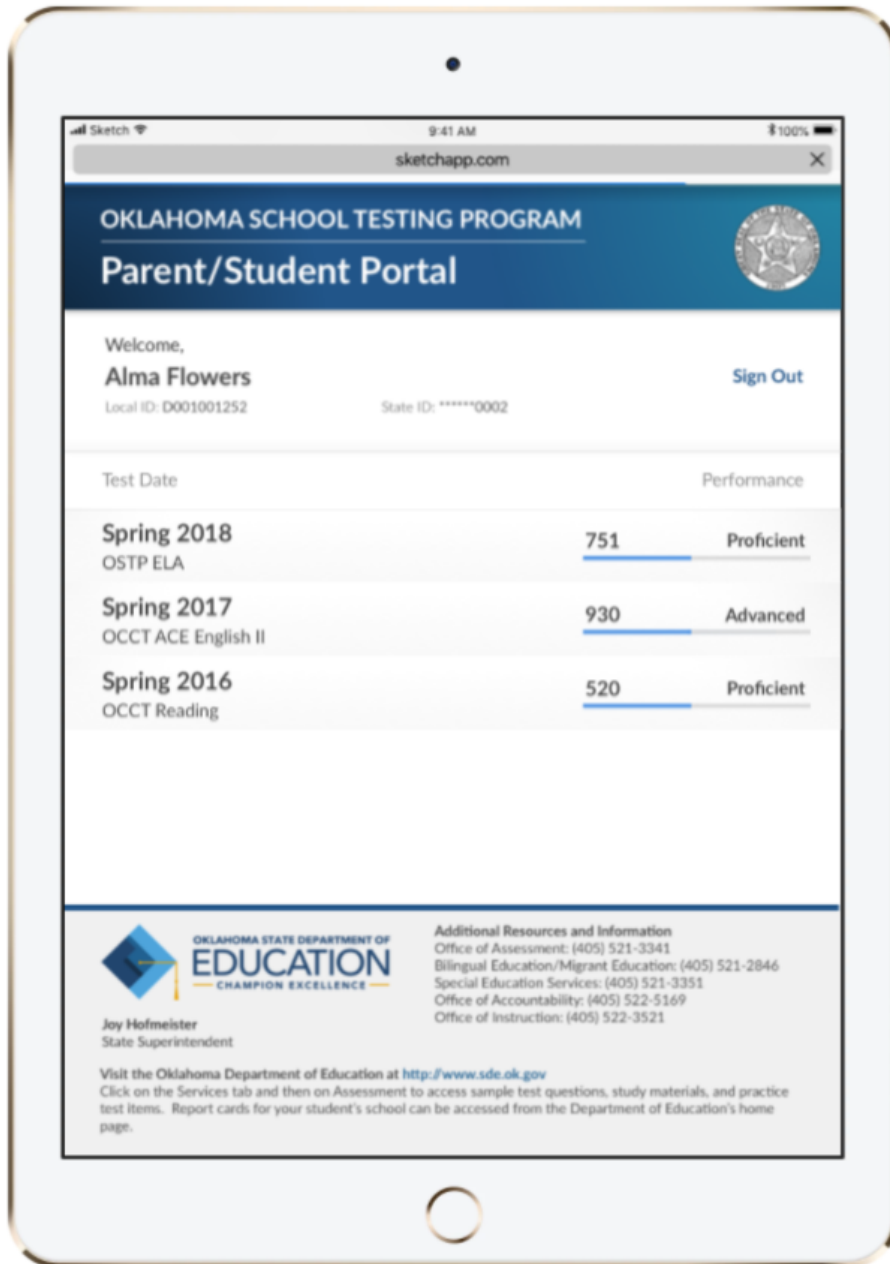 Sketch 9:41 AM 100%
sketchapp.com
OKLAHOMA SCHOOL TESTING PROGRAM
Parent/Student Portal
Welcome,
Alma Flowers
Sign Out
Local ID: D001001252 State ID: ******0002
Test Date Performance
Spring 2018
OSTP ELA
751 Proficient
Spring 2017
OCCT ACE English II
930 Advanced
Spring 2016
OCCT Reading
520 Proficient
OKLAHOMA STATE DEPARTMENT OF
EDUCATION
CHAMPION EXCELLENCE
Joy Hofmeister
State Superintendent
Additional Resources and Information
Office of Assessment: (405) 521-3341
Bilingual Education/Migrant Education: (405) 521-2846
Special Education Services: (405) 521-3351
Office of Accountability: (405) 522-5169
Office of Instruction: (405) 522-3521
Visit the Oklahoma Department of Education at http://www.sde.ok.gov
Click on the Services tab and then on Assessment to access sample test questions, study materials, and practice
test items. Report cards for your student's school can be accessed from the Department of Education's home
page.